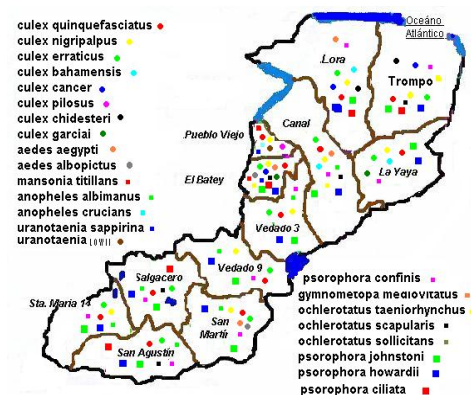 culex quinquefasciatus
culex nigripalpus
culex erraticus
culex bahamensis
culex cancer
culex pilosus
culex chidesteri
culex garciai
aedes aegypti
aedes albopictus
mansonia titillans
anopheles albimanus
anopheles crucians
uranotaenia sappirina
uranotaenia LOWII
Oceáno
Atlántico
.Lora
Trompo
.Pueblo Viejo
Canal
El Batey
La Yaya
Vedado 3
Vedado 9
Salgacero
Sta. María 14
San
Martír
San Agustín
psorophora confinis
gymnometopa mediovitatus
ochlerotatus taeniorhynchus
ochlerotatus scapularis
ochlerotatus sollicitans
psorophora johnstoni
psorophora howardii
psorophora ciliata